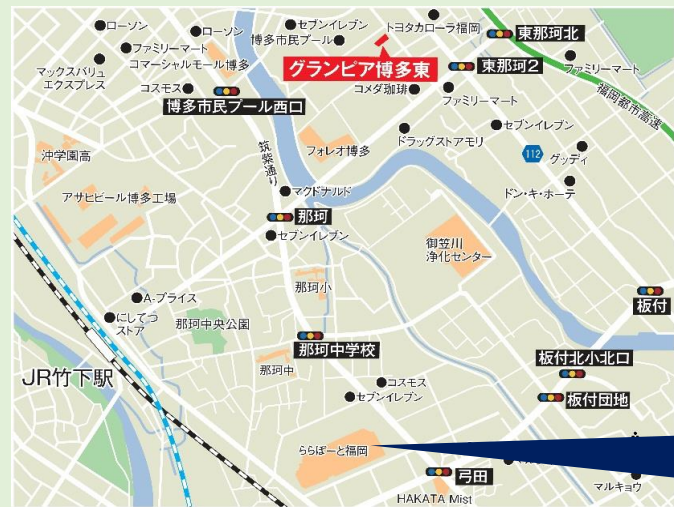 ローソン
ローソン
セブンイレブン
トヨタカローラ福岡
東那珂北
ファミリーマート
博多市民プール
マックスバリュ
エクスプレス
コマーシャルモール博多
グランピア博多東
東那珂2
ファミリーマート
コスモス
コメダ珈琲
ファミリーマート
福岡都市高速
博多市民プール西口
沖学園高
筑紫通り
フォレオ博多
ドラッグストアモリ
セブンイレブン
112
グッディ
アサヒビール博多工場
マクドナルド
ドン・キ・ホーテ
那珂
セブンイレブン
御笠川
浄化センター
那珂小
A-プライス
板付
にしてつ
ストア
那珂中央公園
那珂中学校
板付北小北口
JR竹下駅
那珂中
コスモス
セブンイレブン
板付団地
ららぽーと福岡
弓田
マルキョウ
HAKATA Mist